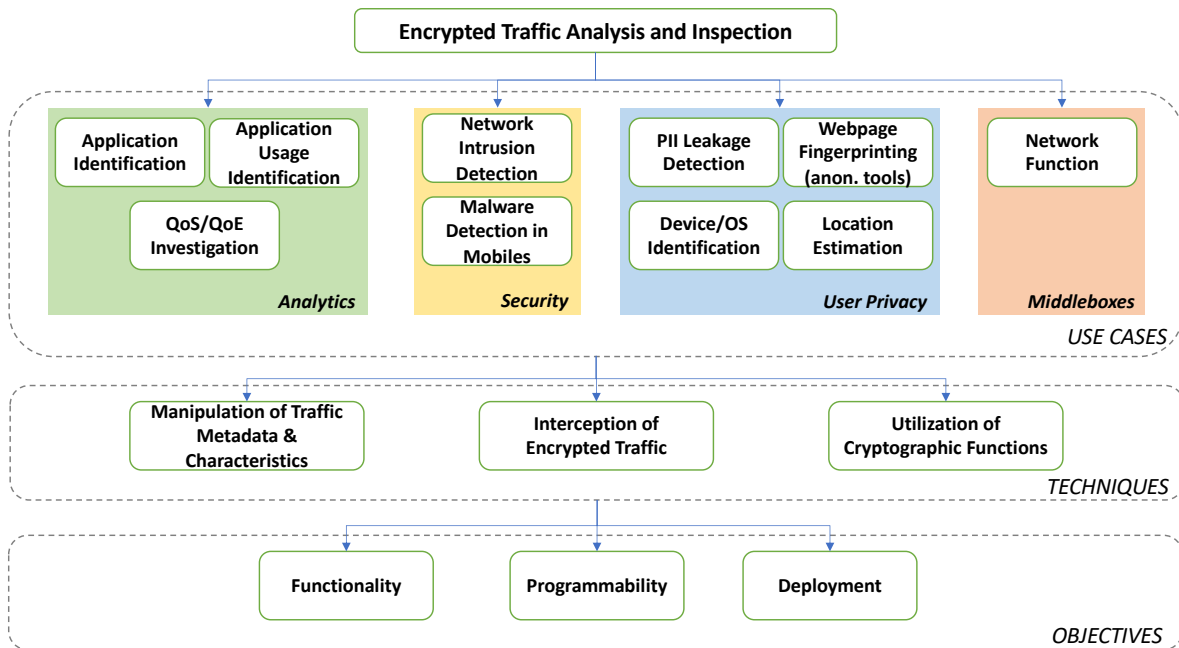 Encrypted Traffic Analysis and Inspection
Application
Identification
Application
Usage
Identification
QoS/QoE
Investigation
Analytics
Network
Intrusion
Detection
Malware
Detection in
Mobiles
Security
PII Leakage
Detection
Webpage
Fingerprinting
(anon. tools)
Device/OS
Identification
Location
Estimation
User Privacy
Network
Function
Middleboxes
USE CASES
Manipulation of Traffic
Metadata &
Characteristics
Interception of
Encrypted Traffic
Utilization of
Cryptographic Functions
TECHNIQUES
Functionality
Programmability
Deployment
OBJECTIVES